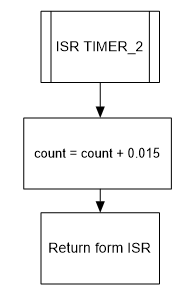 ISR TIMER_2
count = count + 0.015
Return form ISR